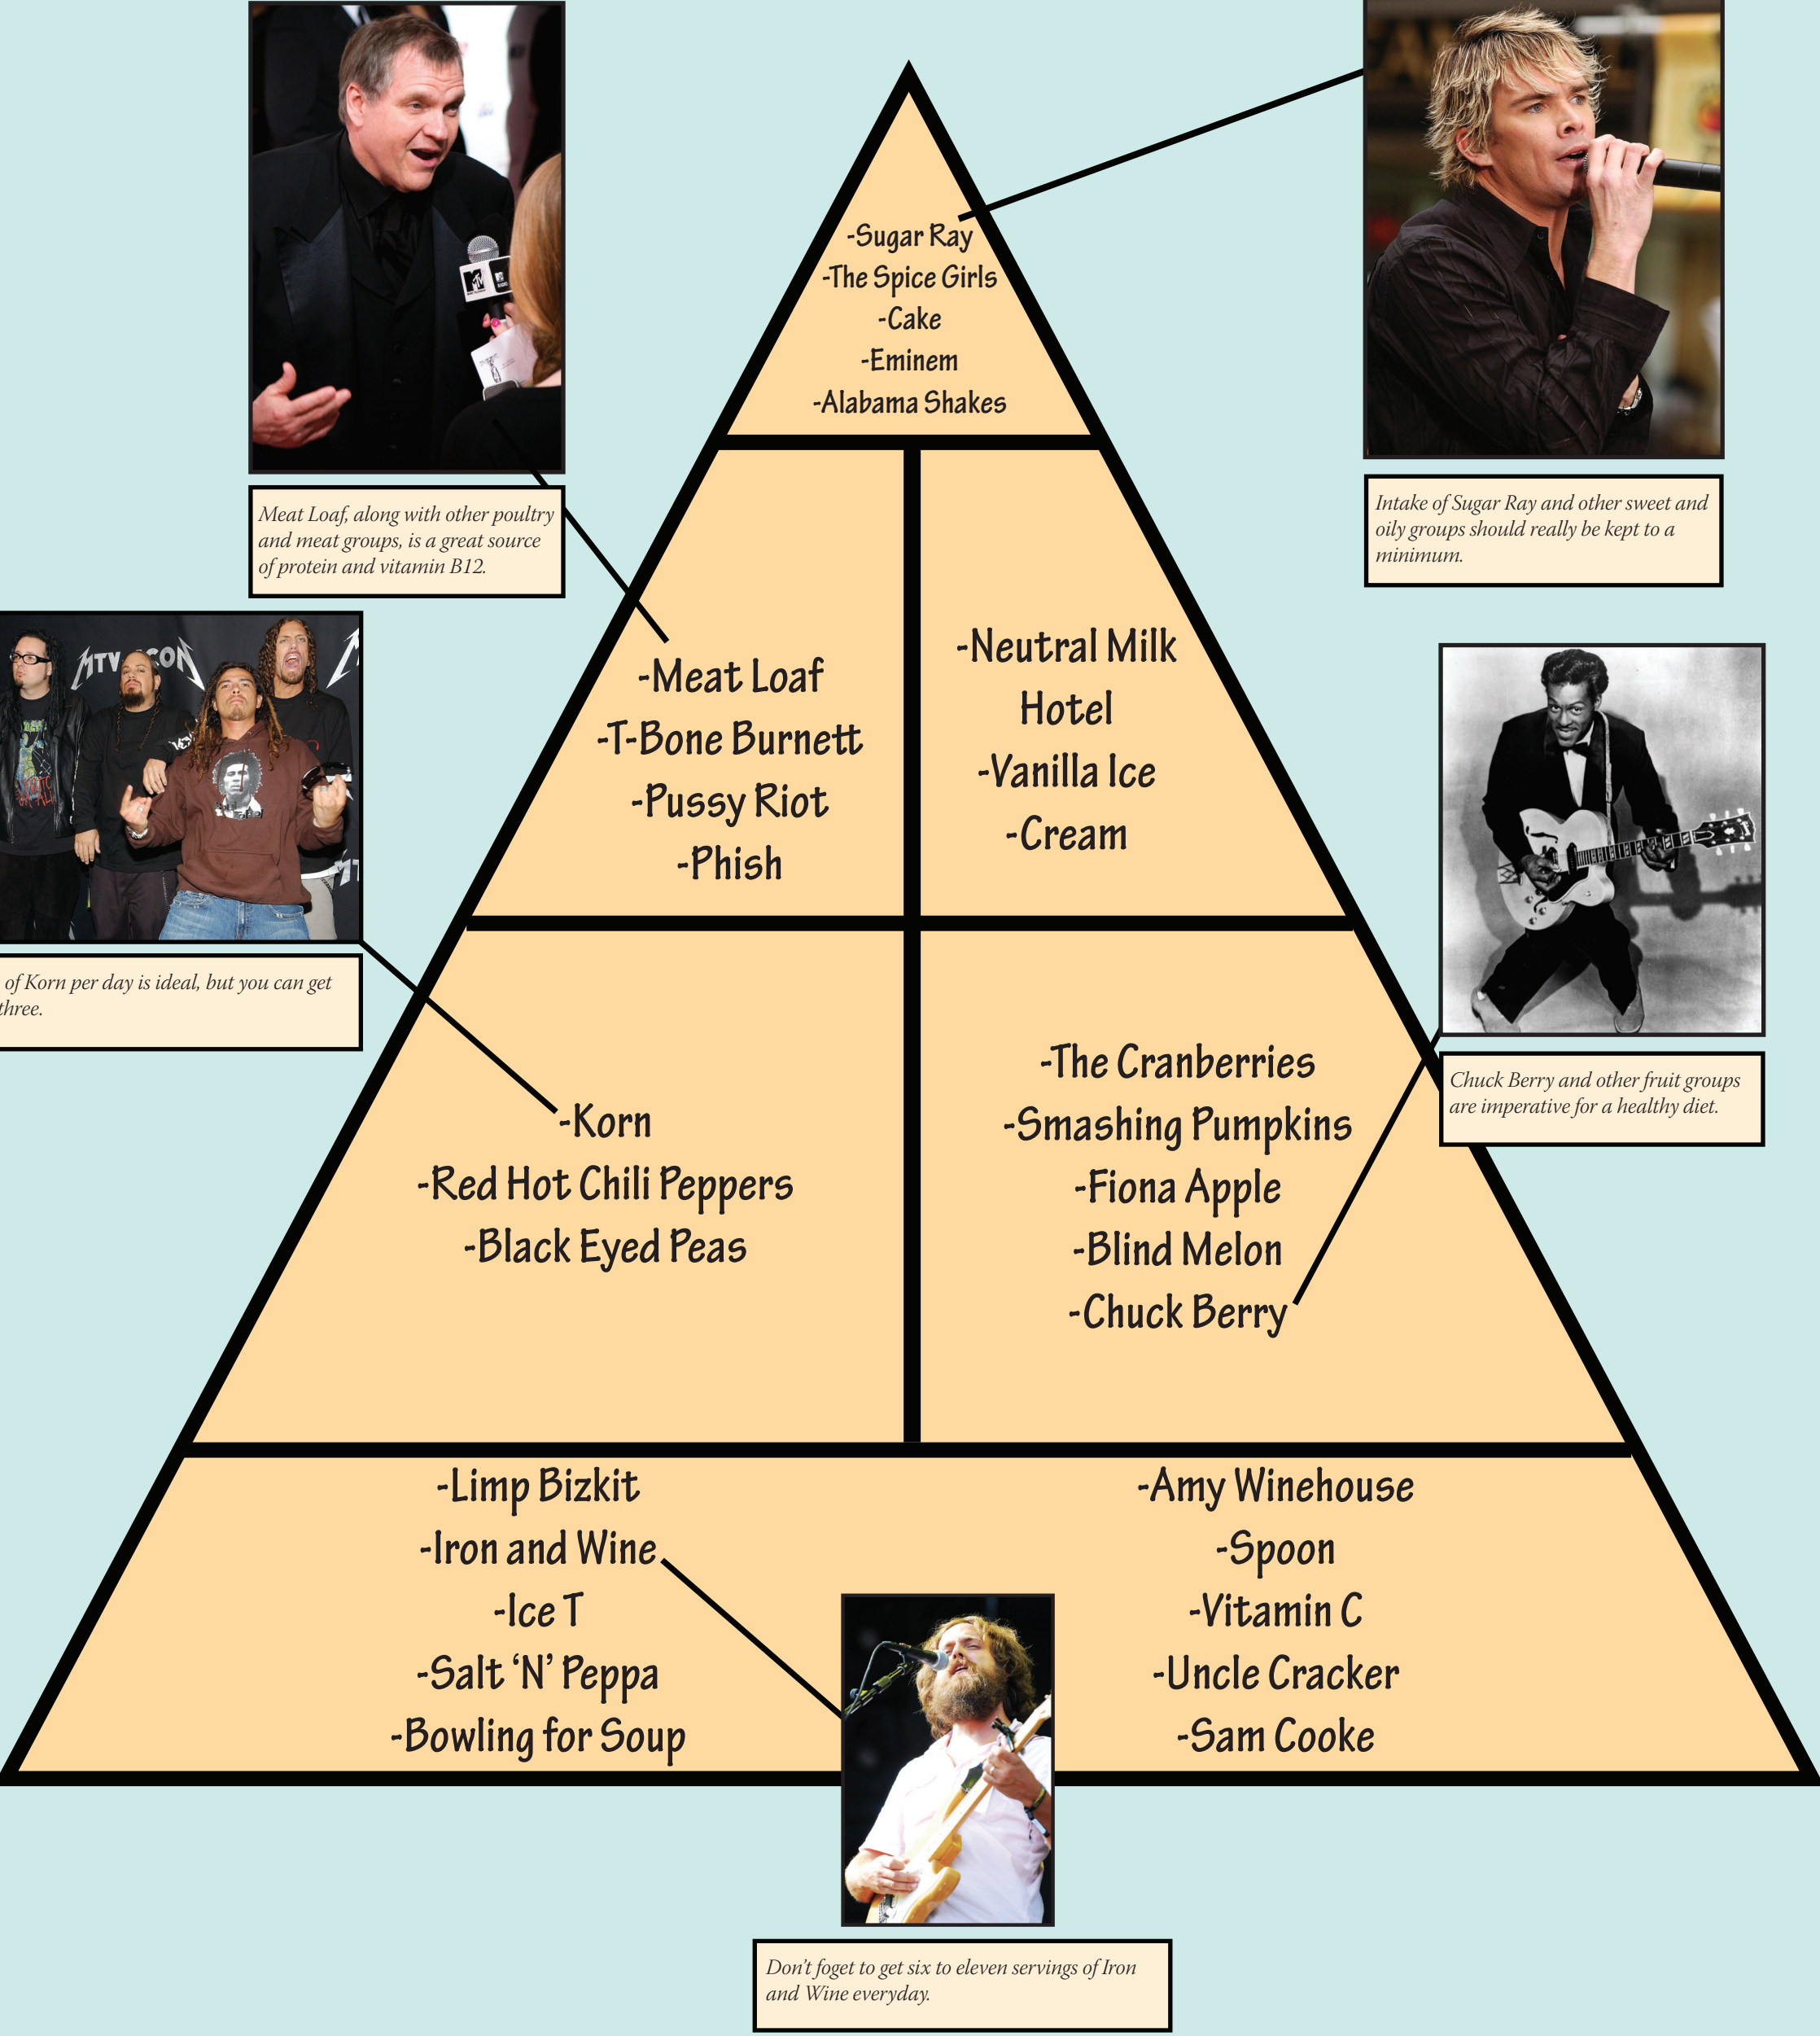 -Sugar Ray
-The Spice Girls
-Cake
-Eminem
-Alabama Shakes
Meat Loaf, along with other poultry
and meat groups, is a great source
of protein and vitamin B12.
Intake of Sugar Ray and other sweet and
oily groups should really be kept to a
minimum.
-Meat Loaf
-T-Bone Burnett
-Pussy Riot
-Phish
-Neutral Milk
Hotel
-Vanilla Ice
-Cream
MTV ICON
of Korn per day is ideal, but you can get
three.
-Korn
-Red Hot Chili Peppers
-Black Eyed Peas
-The Cranberries
-Smashing Pumpkins
-Fiona Apple
-Blind Melon
-Chuck Berry
Chuck Berry and other fruit groups
are imperative for a healthy diet.
-Limp Bizkit
-Iron and Wine
-Ice T
-Salt ‘N’ Peppa
-Bowling for Soup
-Amy Winehouse
-Spoon
-Vitamin C
-Uncle Cracker
-Sam Cooke
Don’t foget to get six to eleven servings of Iron
and Wine everyday.